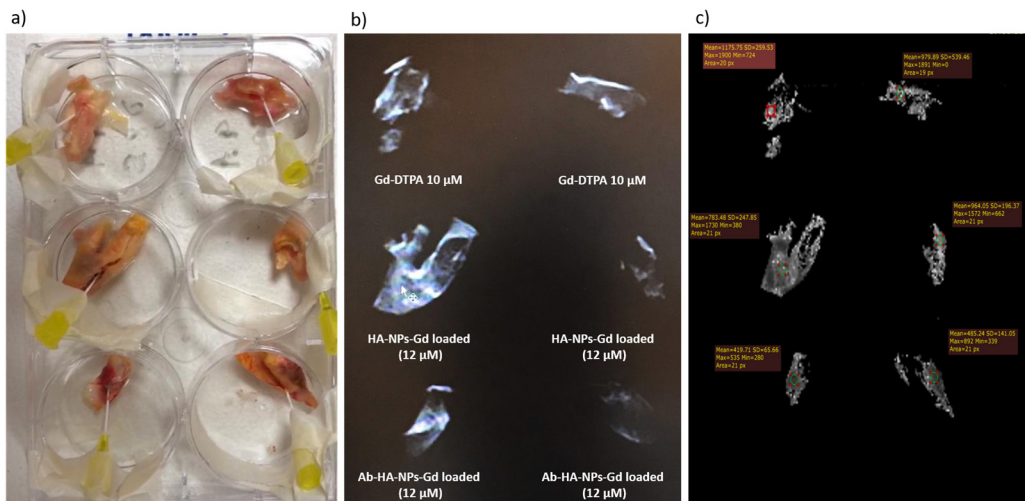 a)
b)
c)
Gd-DTPA 10 µM
Gd-DTPA 10 µM
HA-NPs-Gd loaded
(12 µM)
HA-NPs-Gd loaded
(12 µM)
Ab-HA-NPs-Gd loaded
(12 µM)
Ab-HA-NPs-Gd loaded
(12 µM)
Mean=1175.75 SD=259.53
Max=1900 Min=724
Area=20 px
Mean=979.89 SD=539.46
Max=1891 Min=0
Area=19 px
Mean=783.48 SD=247.85
Max=1730 Min=380
Area=21 px
Mean=964.05 SD=196.37
Max=1572 Min=662
Area=21 px
Mean=419.71 SD=65.66
Max=535 Min=280
Area=21 px
Mean=485.24 SD=141.05
Max=892 Min=339
Area=21 px